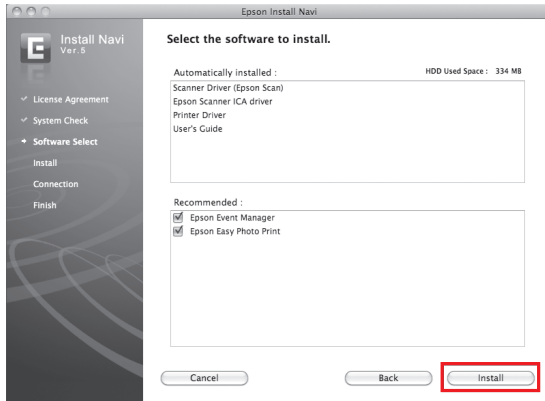 Epson Install Navi
E
Install Navi
Ver.5
License Agreement
System Check
Software Select
Install
Connection
Finish
Select the software to install.
Automatically installed :
HDD Used Space : 334 MB
Scanner Driver (Epson Scan)
Epson Scanner ICA driver
Printer Driver
User's Guide
Recommended :
Epson Event Manager
Epson Easy Photo Print
Cancel
Back
Install